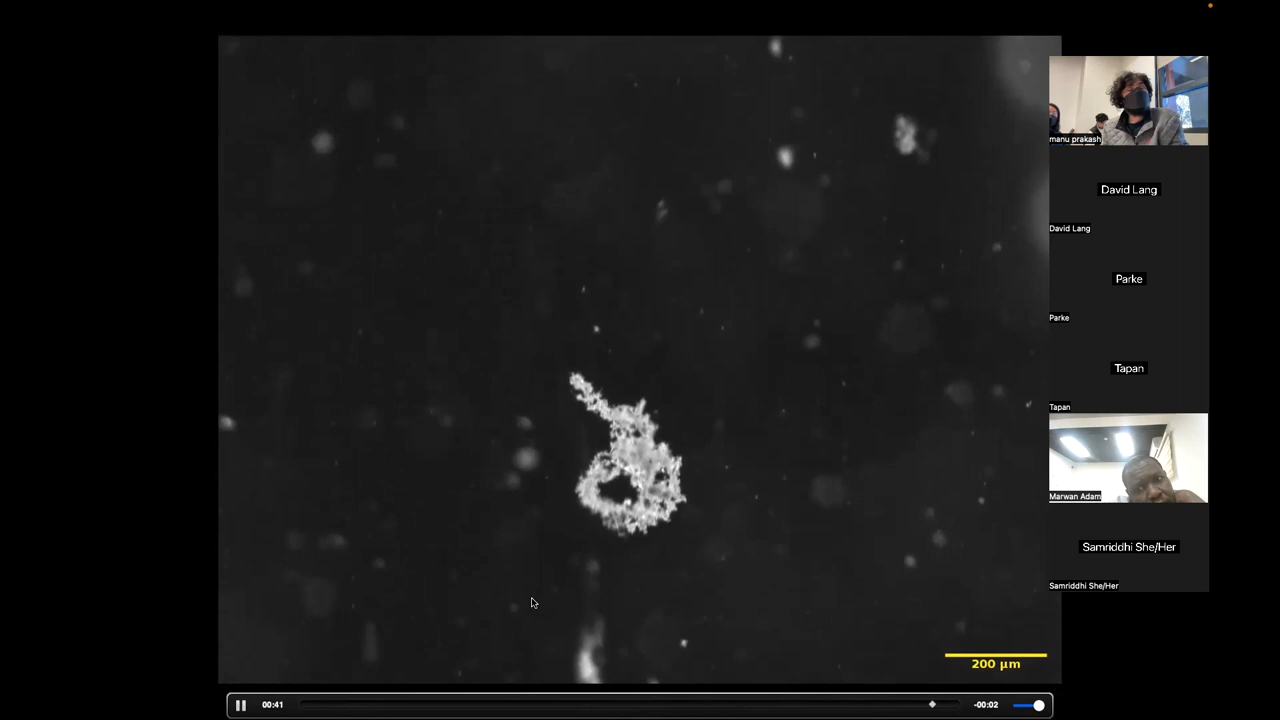 manu prakash
David Lang
David Lang
Parke
Parke
Tapan
Tapan
Marwan Adam
Samriddhi She/Her
Samriddhi She/Her
200 µm
00:41
-00:02